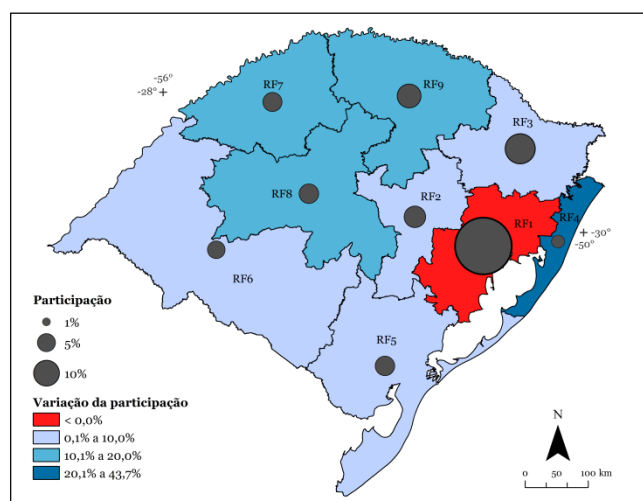 RF7
RF9
-56°
-28° +
RF3
RF8
RF2
RF1
RF4
+ -30°
-50°
RF6
RF5
Participação
1%
5%
10%
Variação da participação
< 0,0%
0,1% a 10,0%
10,1% a 20,0%
20,1% a 43,7%
N
0 50 100 km